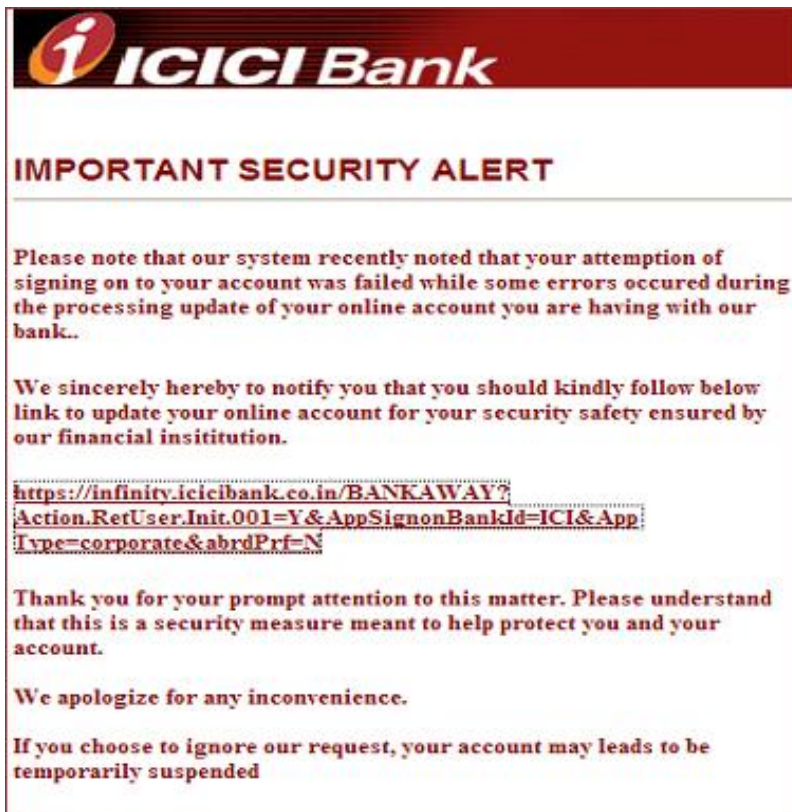 ICICI Bank
IMPORTANT SECURITY ALERT
Please note that our system recently noted that your attemption of
signing on to your account was failed while some errors occured during
the processing update of your online account you are having with our
bank..
We sincerely hereby to notify you that you should kindly follow below
link to update your online account for your security safety ensured by
our financial insititution.
https://infinity.icicibank.co.in/BANKAWAY?
Action.RetUser.Init.001=Y&AppSignonBankId=ICI&App
Type=corporate&abrdPrf=N
Thank you for your prompt attention to this matter. Please understand
that this is a security measure meant to help protect you and your
account.
We apologize for any inconvenience.
If you choose to ignore our request, your account may leads to be
temporarily suspended